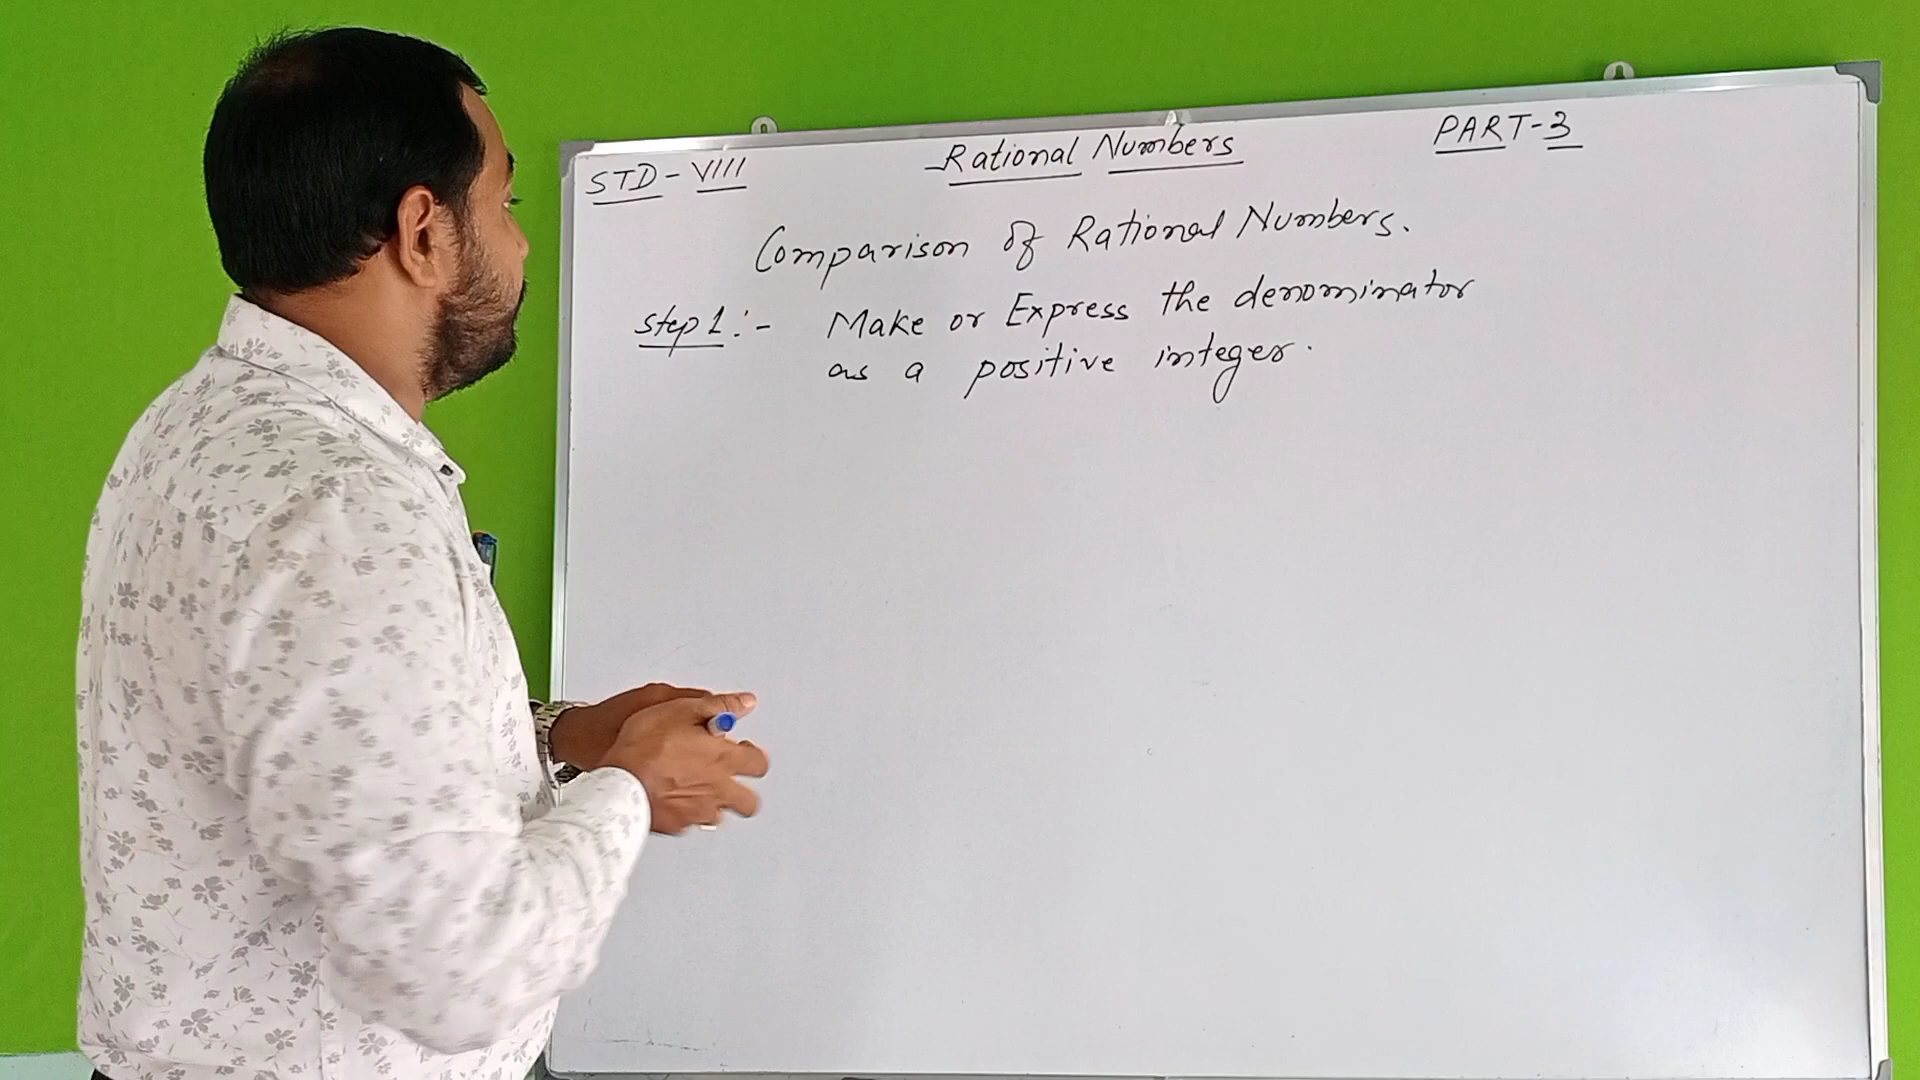 STD - VIII
Rational Numbers
PART-3
Comparison of Rational Numbers.
Step 1:- Make or Express the denominator
as a positive integer.